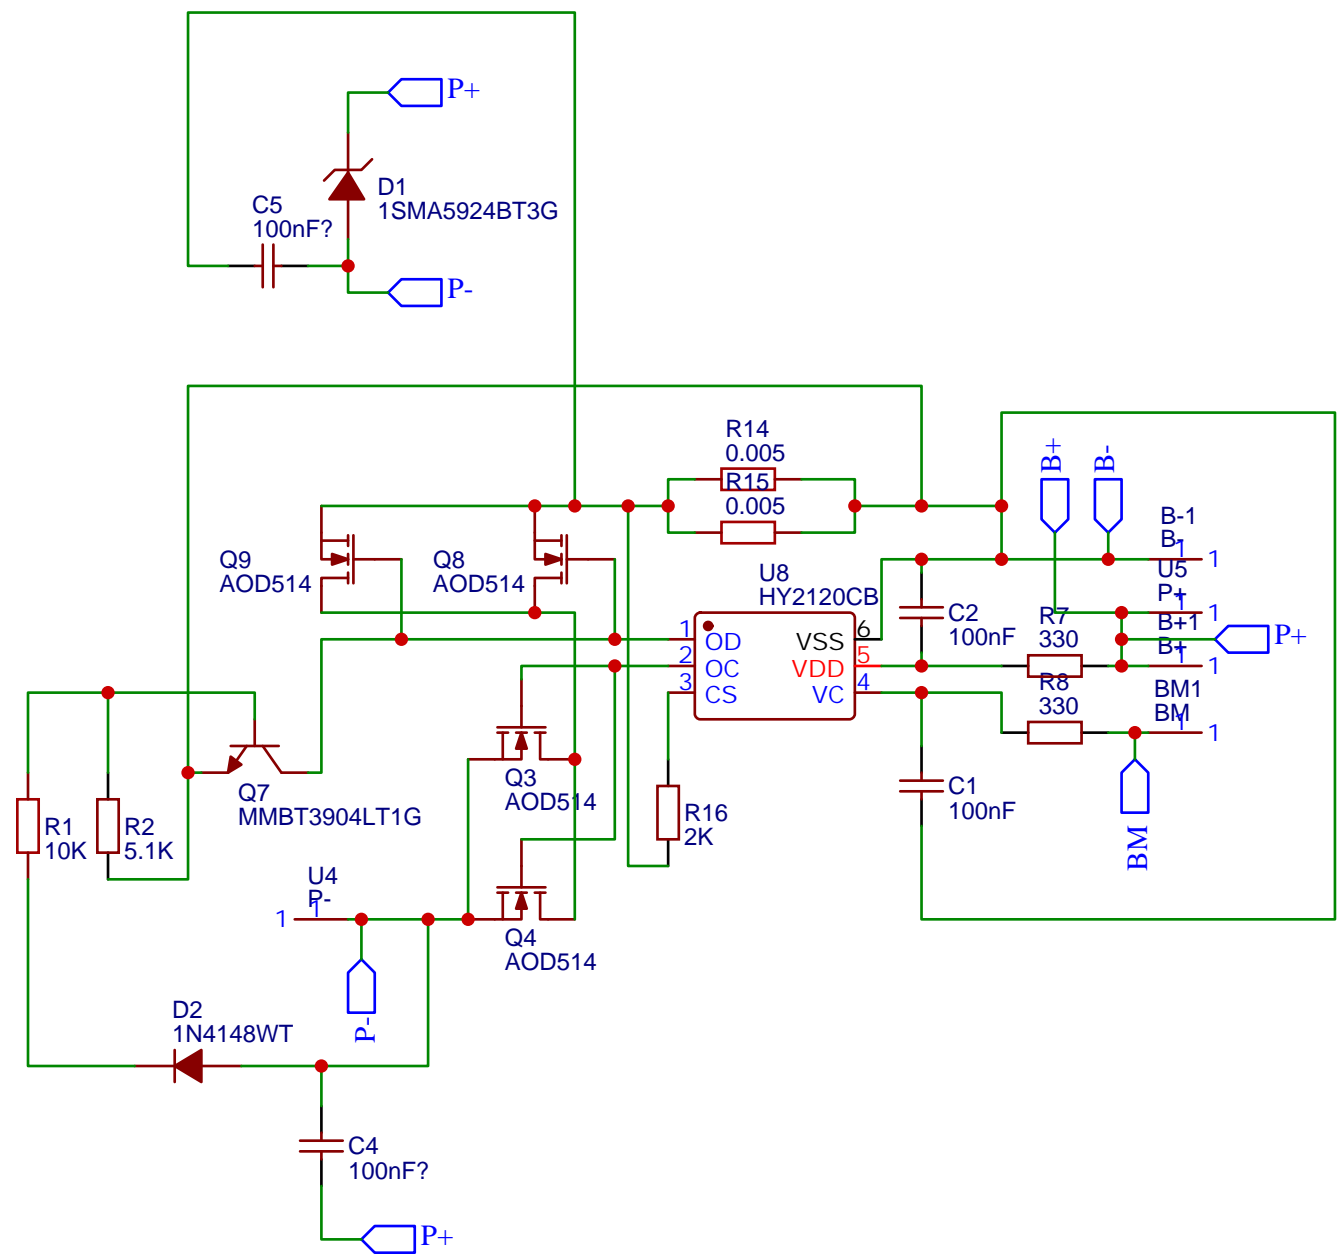 P+
D1
1SMA5924BT3G
C5
100nF?
P-
R14
0.005
R15
0.005
B+
B-
B-1
B-
1
1
Q9
AOD514
Q8
AOD514
U8
HY2120CB
U5
P+
1
1
C2
100nF
R7
330
B+1
B+
1
1
P+
1
OD
VSS
6
2
OC
VDD
5
3
CS
VC
4
R8
330
BM1
BM
1
1
Q3
AOD514
Q7
MMBT3904LT1G
C1
100nF
R1
10K
R2
5.1K
R16
2K
BM
U4
P-
1
1
Q4
AOD514
P-
D2
1N4148WT
C4
100nF?
P+